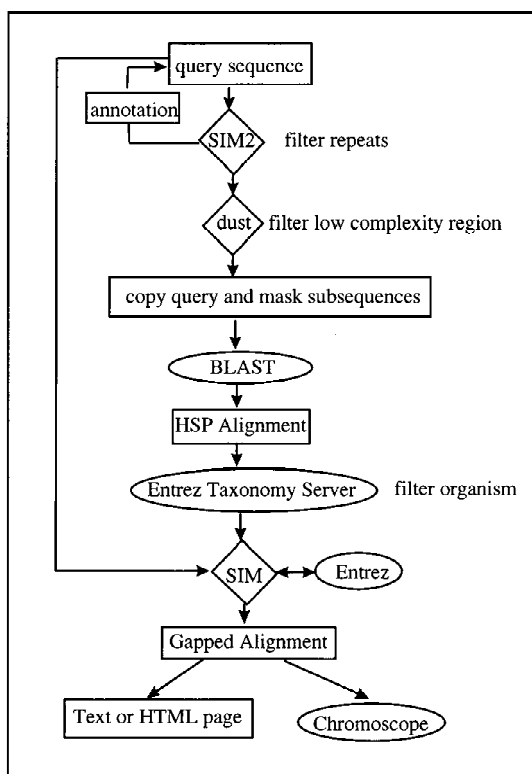 query sequence
annotation
SIM2
filter repeats
dust
filter low complexity region
copy query and mask subsequences
BLAST
HSP Alignment
Entrez Taxonomy Server
filter organism
SIM
Entrez
Gapped Alignment
Text or HTML page
Chromoscope